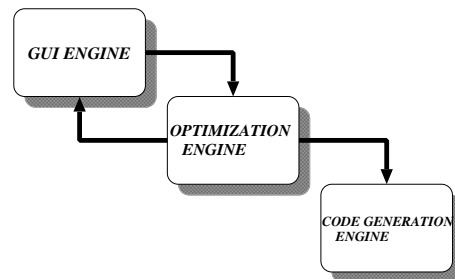 GUI ENGINE
OPTIMIZATION
ENGINE
CODE GENERATION
ENGINE